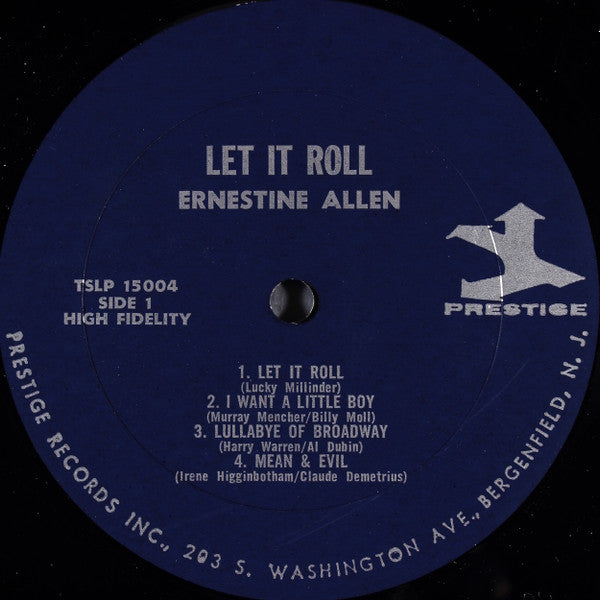 LET IT ROLL
ERNESTINE ALLEN
TSLP 15004
SIDE 1
HIGH FIDELITY
PRESTIGE
1. LET IT ROLL
(Lucky Millinder)
2. I WANT A LITTLE BOY
(Murray Mencher/Billy Moll)
3. LULLABYE OF BROADWAY
(Harry Warren/Al Dubin)
4. MEAN & EVIL
(Irene Higginbotham/Claude Demetrius)
PRESTIGE RECORDS INC., 203 S. WASHINGTON AVE., BERGENFIELD, N. J.